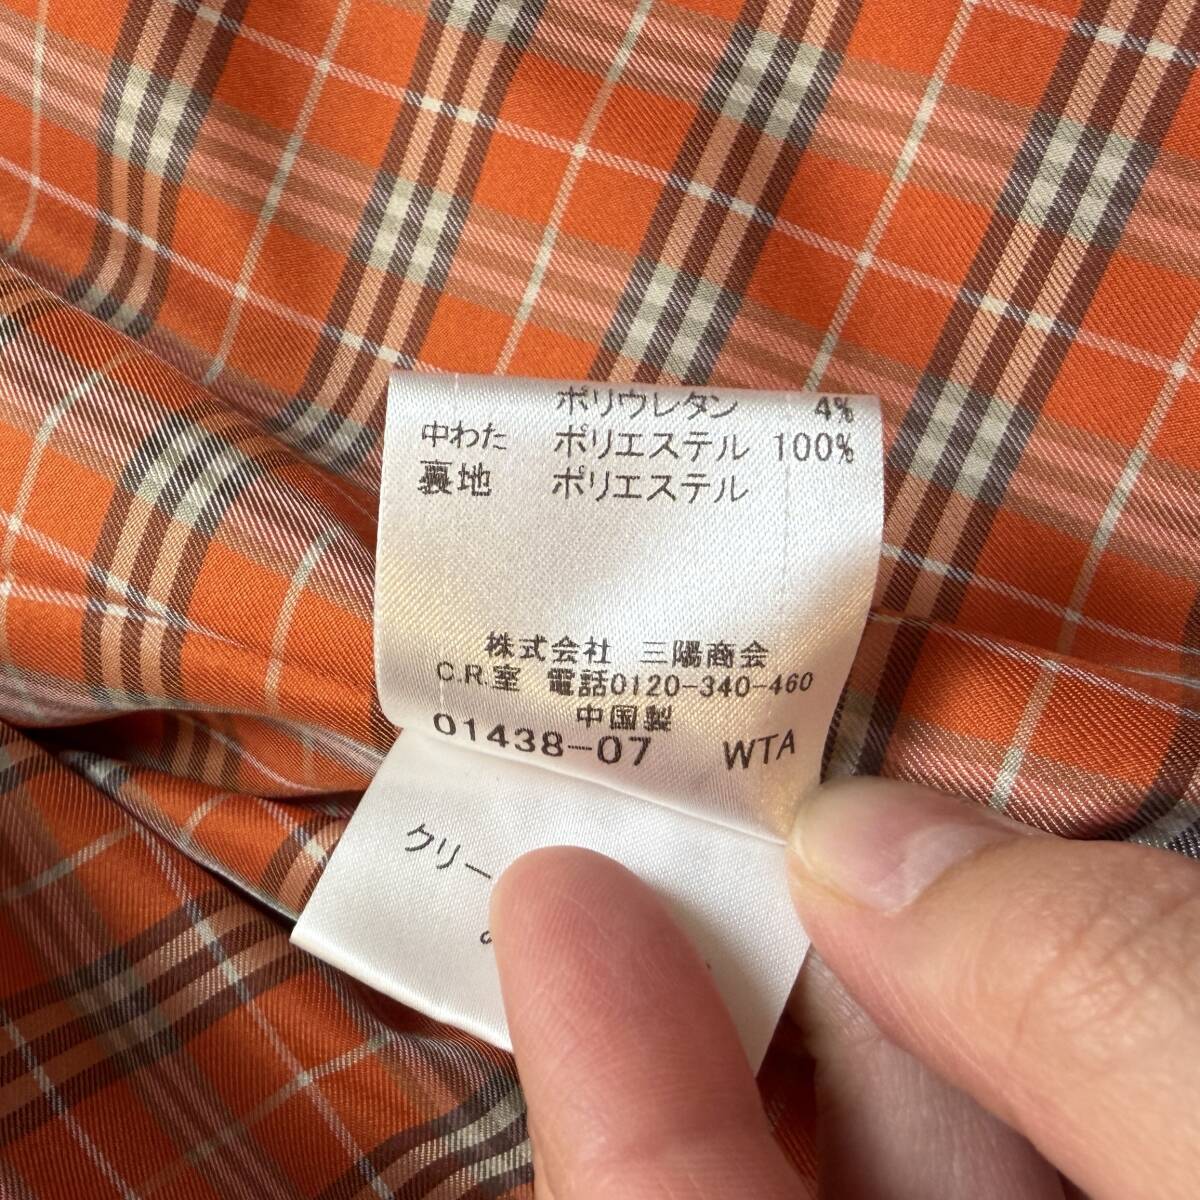 ポリウレタン 4%
中わた ポリエステル 100%
裏地 ポリエステル
株式会社 三陽商会
C.R.室 電話0120-340-460
中国製
01438-07 WTA
クリー